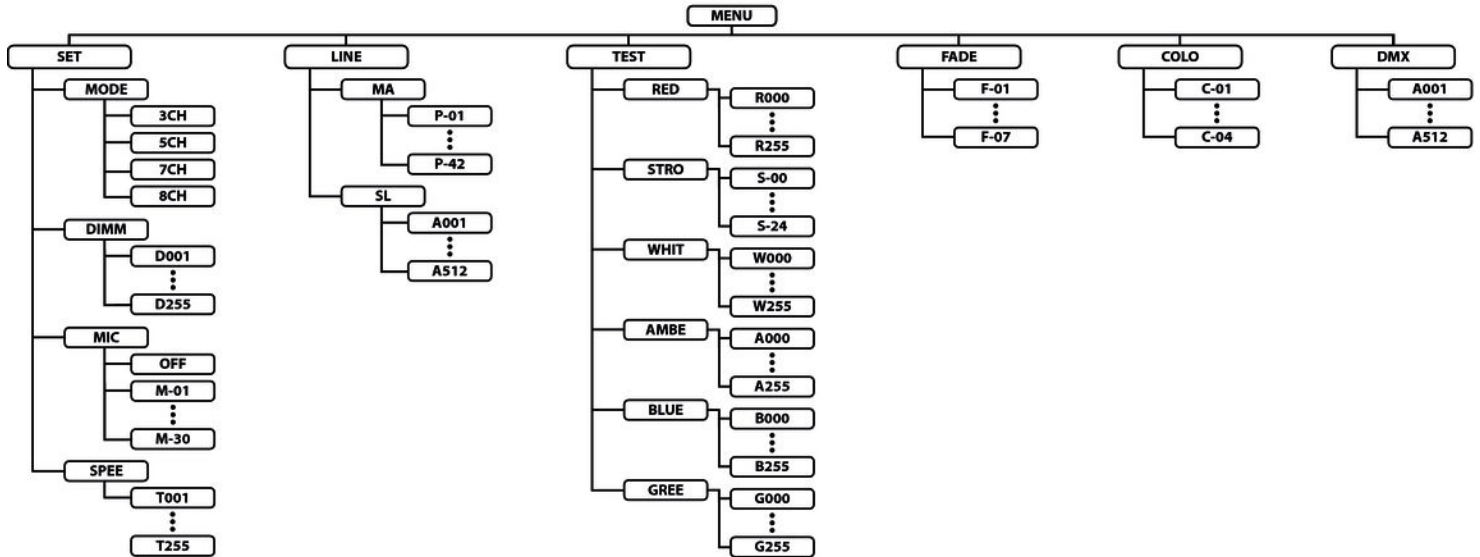 MENU
SET
MODE
3CH
5CH
7CH
8CH
DIMM
D001
D255
MIC
OFF
M-01
M-30
SPEE
T001
T255
LINE
MA
P-01
P-42
SL
A001
A512
TEST
RED
R000
R255
STRO
S-00
S-24
WHIT
W000
W255
AMBE
A000
A255
BLUE
B000
B255
GREE
G000
G255
FADE
F-01
F-07
COLO
C-01
C-04
DMX
A001
A512